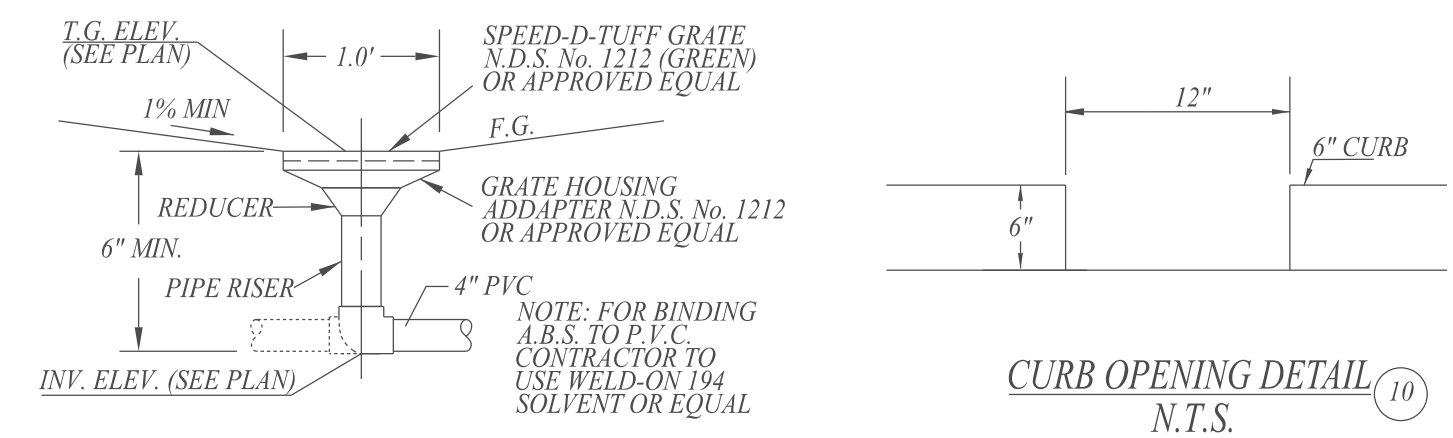 T.G. ELEV.
(SEE PLAN)
1.0'
SPEED-D-TUFF GRATE
N.D.S. No. 1212 (GREEN)
OR APPROVED EQUAL
1% MIN
F.G.
REDUCER
GRATE HOUSING
ADDAPTER N.D.S. No. 1212
OR APPROVED EQUAL
6" MIN.
PIPE RISER
4" PVC
NOTE: FOR BINDING
A.B.S. TO P.V.C.
CONTRACTOR TO
USE WELD-ON 194
SOLVENT OR EQUAL
INV. ELEV. (SEE PLAN)
12"
6" CURB
6"
CURB OPENING DETAIL
10
N.T.S.